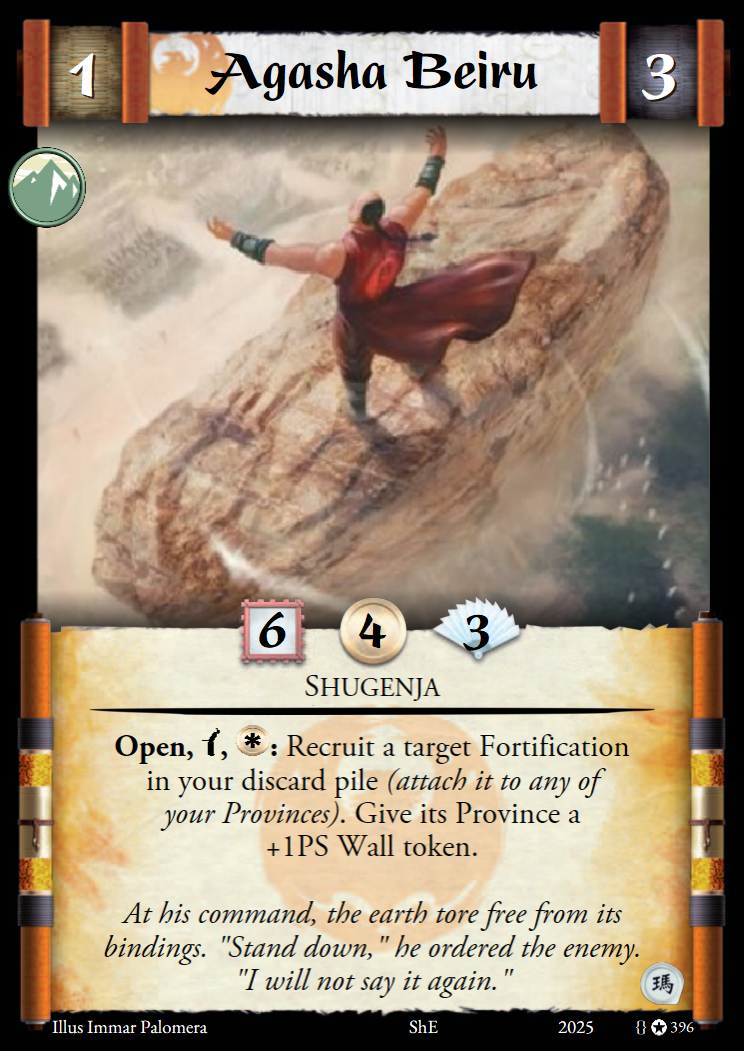 1
Agasha Beiru
3
6
4
3
SHUGENJA
Open, , *: Recruit a target Fortification
in your discard pile (attach it to any of
your Provinces). Give its Province a
+1PS Wall token.
At his command, the earth tore free from its
bindings. "Stand down," he ordered the enemy.
"I will not say it again."
瑪
Illus Immar Palomera
ShE
2025
{} ✪ 396